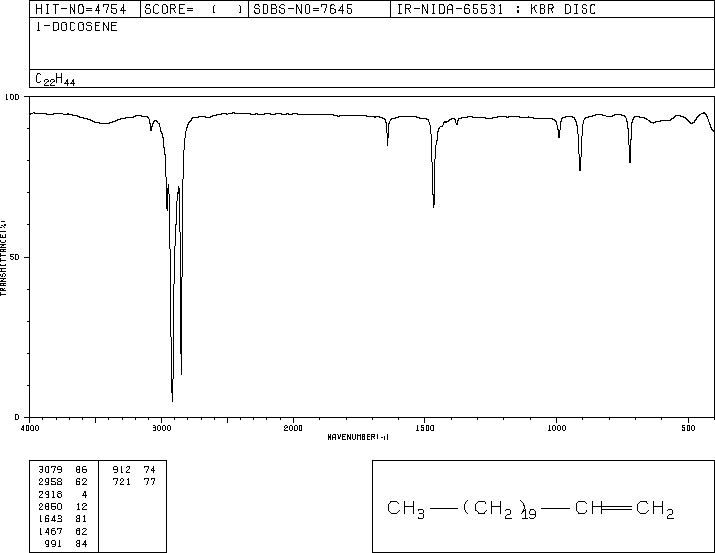 HIT-NO=4754 SCORE= ( ) SDBS-NO=7645 IR-NIDA-65531 : KBR DISC
1-DOCOSENE
C22H44
100
50
0
TRANSMITTANCE(%)
4000 3000 2000 1500 1000 500
WAVENUMBER(-1)
3079 86 912 74
2958 62 721 77
2918 4
2850 12
1643 81
1467 62
991 84
CH3—(CH2)19—CH═CH2